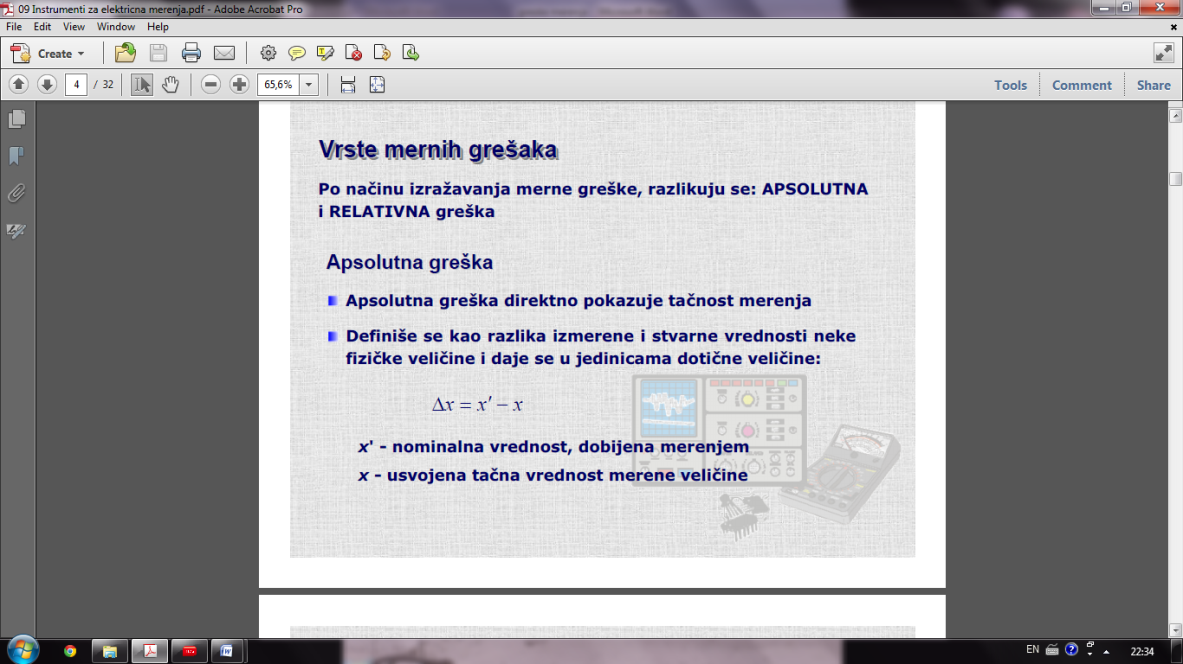 09 Instrumenti za elektricna merenja.pdf - Adobe Acrobat Pro
File Edit View Window Help
Create
4 / 32 65,6% Tools Comment Share
Vrste mernih grešaka
Po načinu izražavanja merne greške, razlikuju se: APSOLUTNA
i RELATIVNA greška
Apsolutna greška
Apsolutna greška direktno pokazuje tačnost merenja
Definiše se kao razlika izmerene i stvarne vrednosti neke
fizičke veličine i daje se u jedinicama dotične veličine:
Δx = x′ − x
x' - nominalna vrednost, dobijena merenjem
x - usvojena tačna vrednost merene veličine
EN 22:34